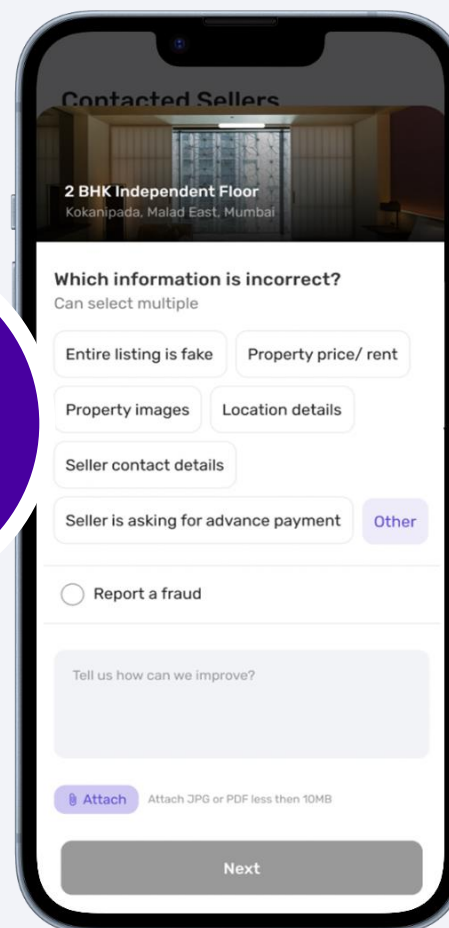 Contacted Sellers
2 BHK Independent Floor
Kokanipada, Malad East, Mumbai
Which information is incorrect?
Can select multiple
Entire listing is fake
Property price/ rent
Property images
Location details
Seller contact details
Seller is asking for advance payment
Other
Report a fraud
Tell us how can we improve?
Attach
Attach JPG or PDF less then 10MB
Next